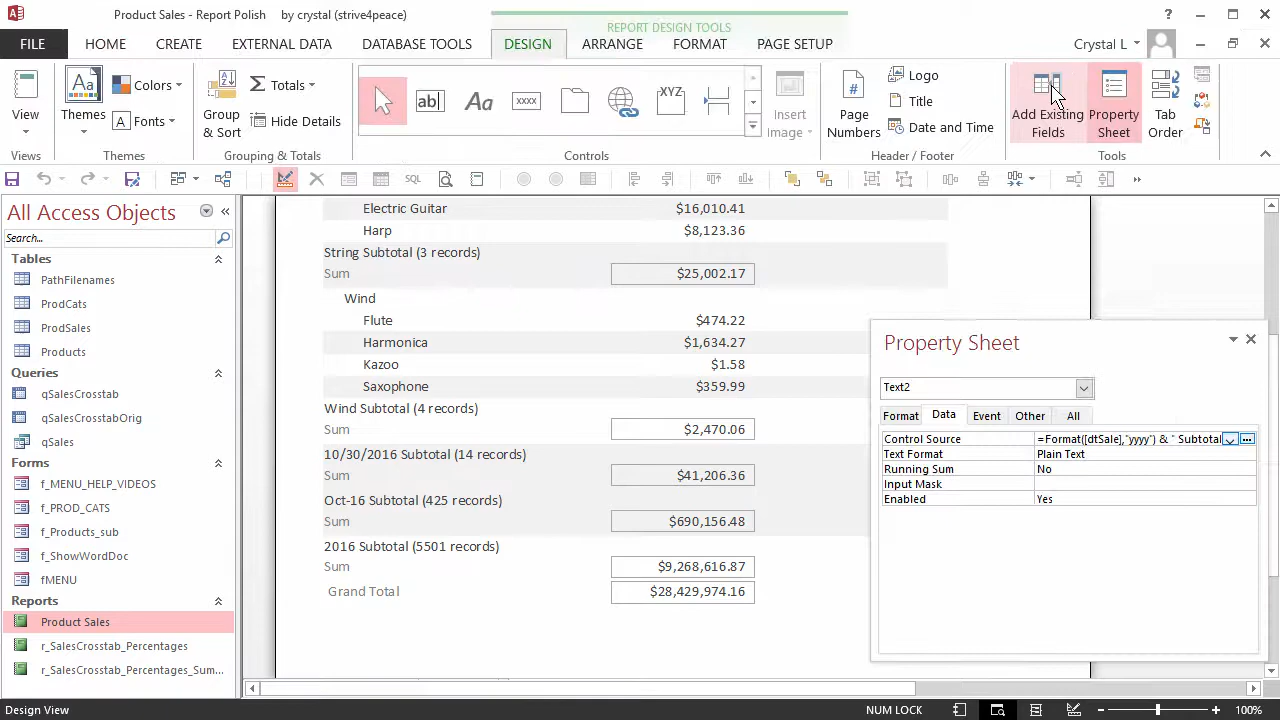 Product Sales - Report Polish by crystal (strive4peace)
REPORT DESIGN TOOLS
?
FILE HOME CREATE EXTERNAL DATA DATABASE TOOLS DESIGN ARRANGE FORMAT PAGE SETUP
Crystal L
View
Views
Themes
Colors
Fonts
Themes
Group & Sort
Totals
Hide Details
Grouping & Totals
ab|
Aa
xxxx
XYZ
Insert Image
Controls
Page Numbers
Logo
Title
Date and Time
Header / Footer
Add Existing Fields
Property Sheet
Tab Order
Tools
SQL
All Access Objects
Search...
Tables
PathFilenames
ProdCats
ProdSales
Products
Queries
qSalesCrosstab
qSalesCrosstabOrig
qSales
Forms
f_MENU_HELP_VIDEOS
f_PROD_CATS
f_Products_sub
f_ShowWordDoc
fMENU
Reports
Product Sales
r_SalesCrosstab_Percentages
r_SalesCrosstab_Percentages_Sum...
Electric Guitar $16,010.41
Harp $8,123.36
String Subtotal (3 records)
Sum $25,002.17
Wind
Flute $474.22
Harmonica $1,634.27
Kazoo $1.58
Saxophone $359.99
Wind Subtotal (4 records)
Sum $2,470.06
10/30/2016 Subtotal (14 records)
Sum $41,206.36
Oct-16 Subtotal (425 records)
Sum $690,156.48
2016 Subtotal (5501 records)
Sum $9,268,616.87
Grand Total $28,429,974.16
Property Sheet
Text2
Format Data Event Other All
Control Source =Format([dtSale],"yyyy") & " Subtotal
Text Format Plain Text
Running Sum No
Input Mask
Enabled Yes
Design View
NUM LOCK
100%